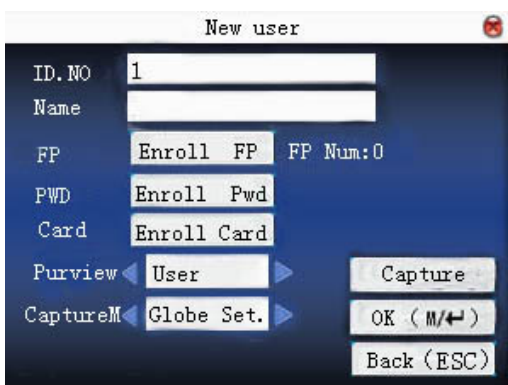 New user
ID.NO 1
Name
FP Enroll FP FP Num:0
PWD Enroll Pwd
Card Enroll Card
Purview User Capture
CaptureM Globe Set. OK (M/↵)
Back (ESC)